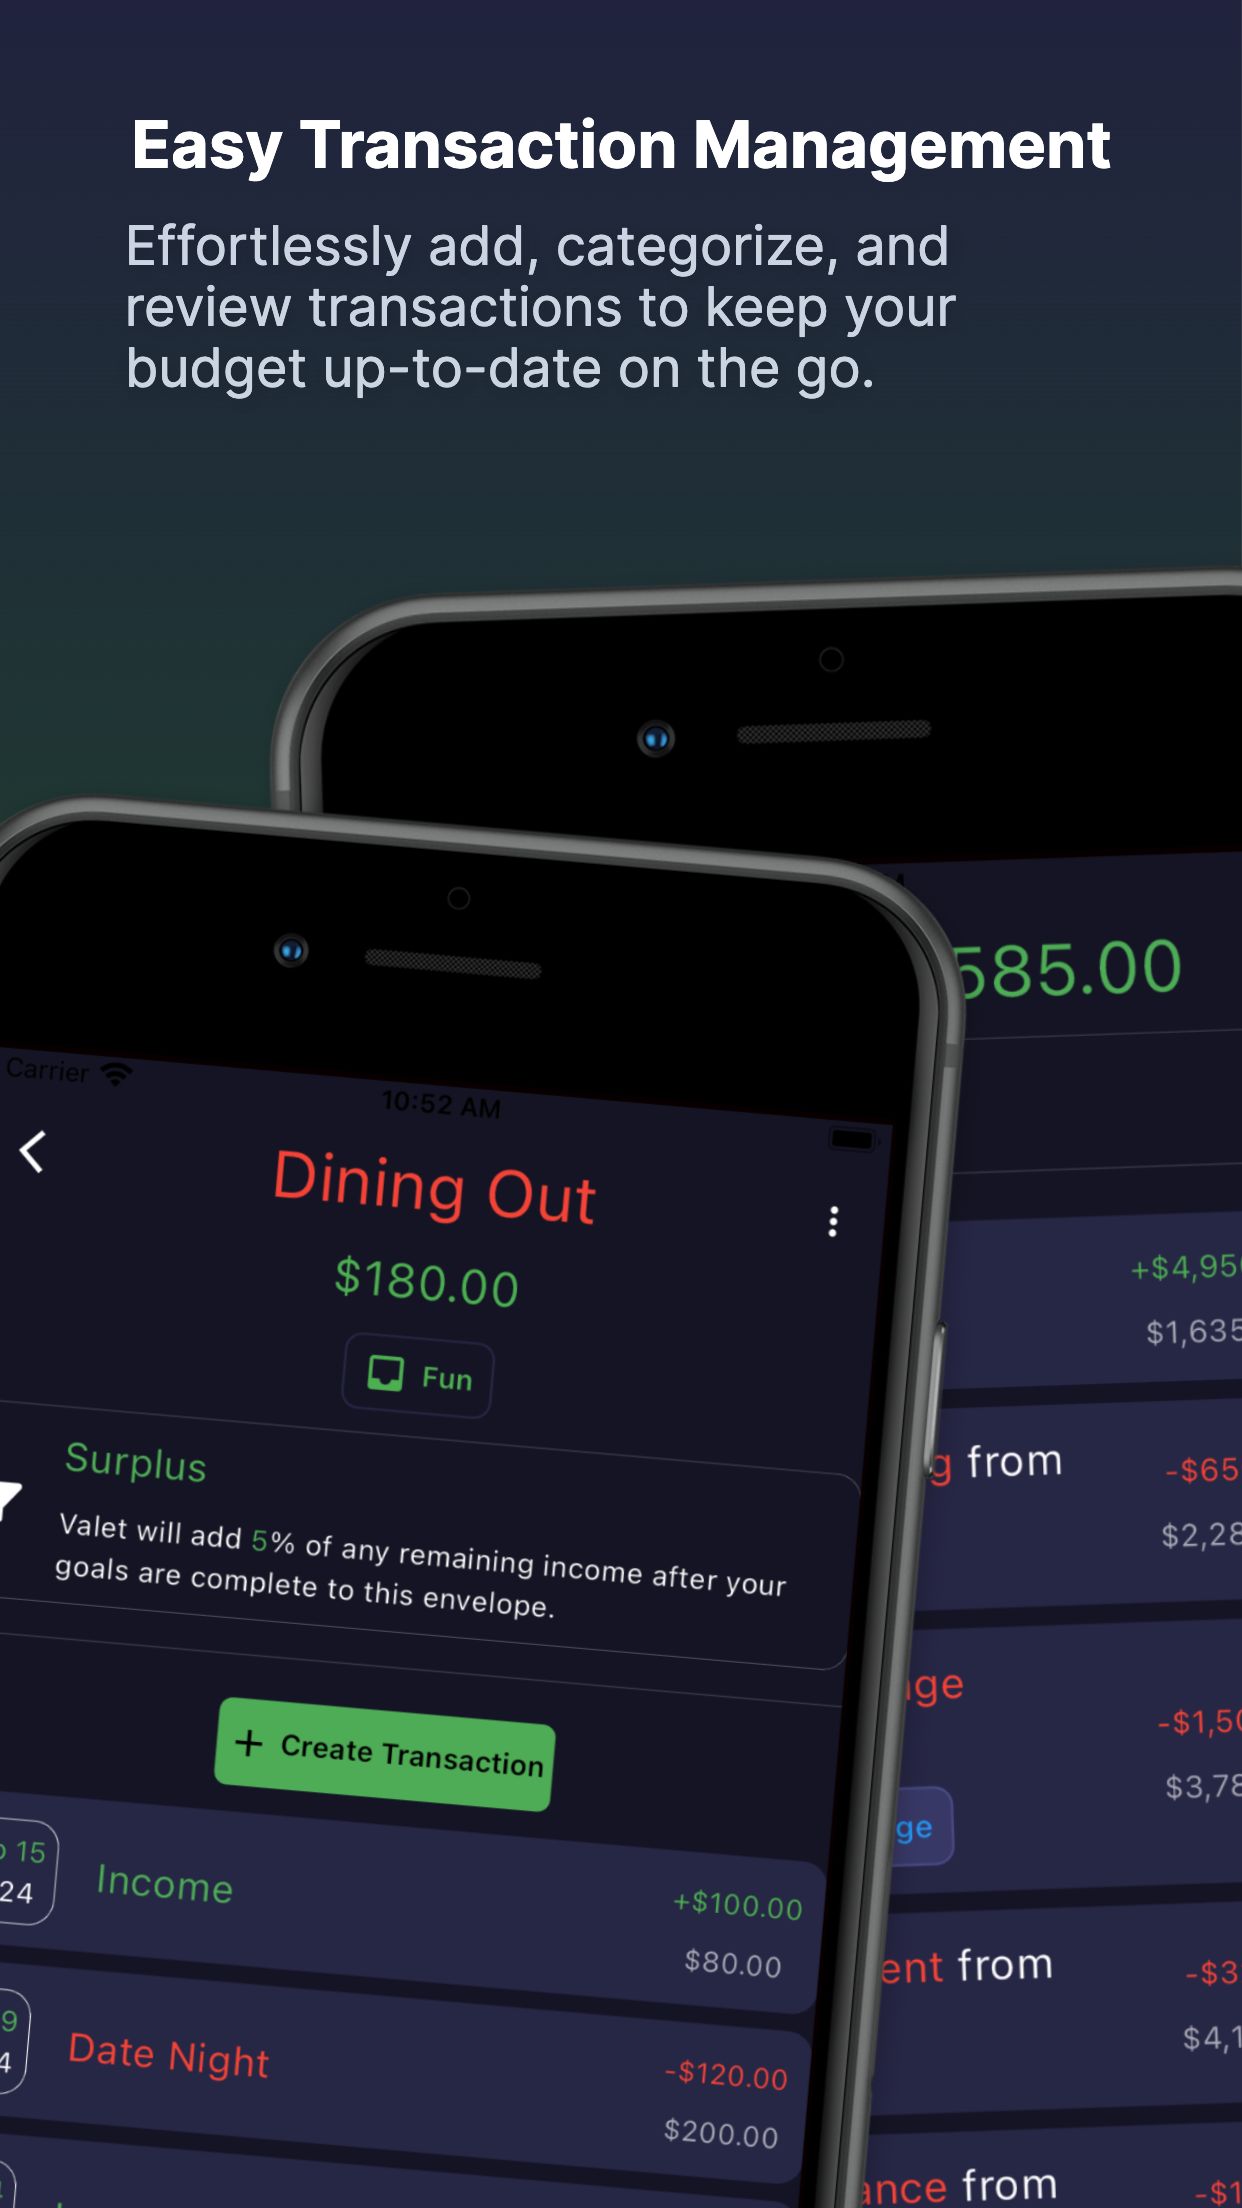 Easy Transaction Management
Effortlessly add, categorize, and
review transactions to keep your
budget up-to-date on the go.
Carrier
10:52 AM
Dining Out
$180.00
Fun
Surplus
Valet will add 5% of any remaining income after your
goals are complete to this envelope.
+ Create Transaction
15
24
Income
+$100.00
$80.00
9
4
Date Night
-$120.00
$200.00
585.00
+$4,95
$1,635
g from
-$65
$2,28
ge
-$1,50
$3,78
ge
ent from
-$3
$4,1
ance from
-$1